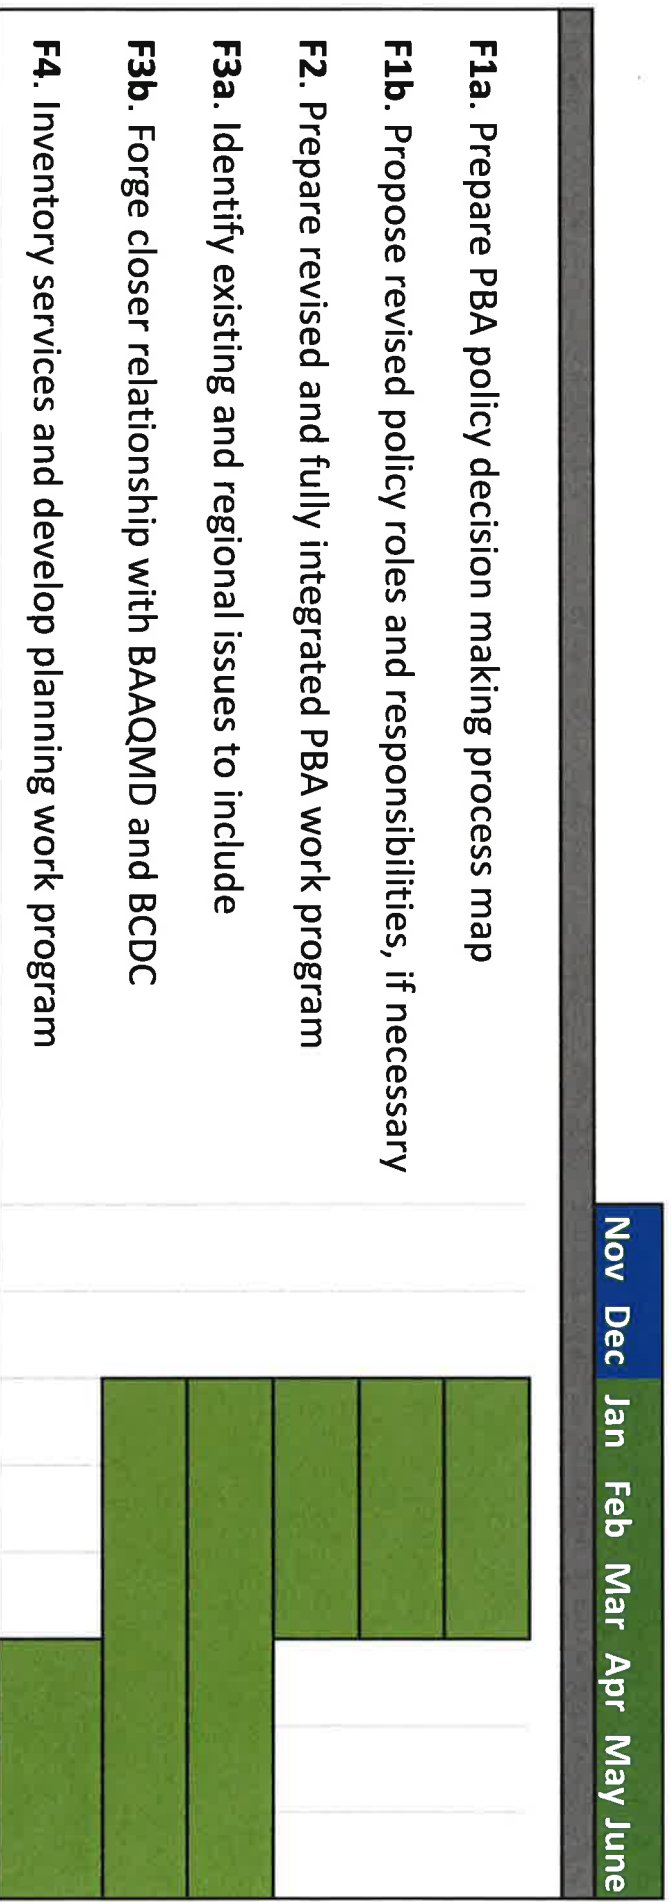 Nov Dec Jan Feb Mar Apr May June
F1a. Prepare PBA policy decision making process map
F1b. Propose revised policy roles and responsibilities, if necessary
F2. Prepare revised and fully integrated PBA work program
F3a. Identify existing and regional issues to include
F3b. Forge closer relationship with BAAQMD and BCDC
F4. Inventory services and develop planning work program